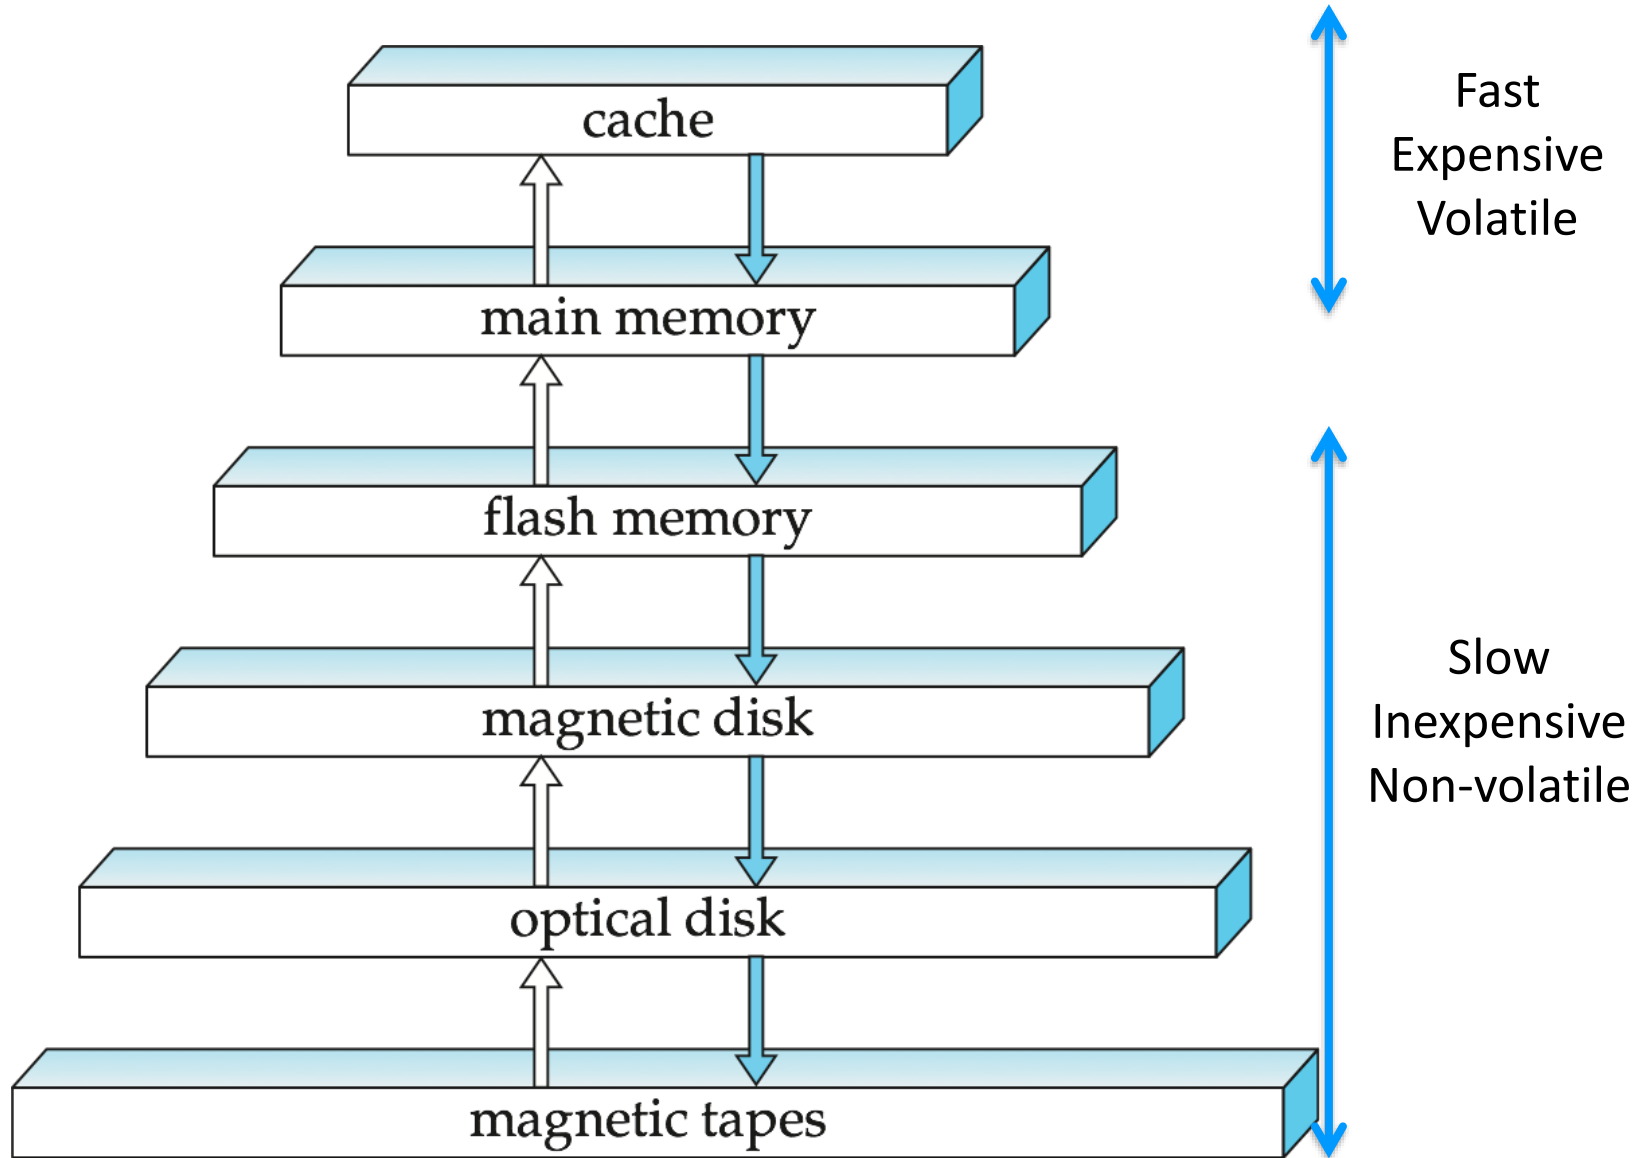 cache
main memory
flash memory
magnetic disk
optical disk
magnetic tapes
Fast
Expensive
Volatile
Slow
Inexpensive
Non-volatile